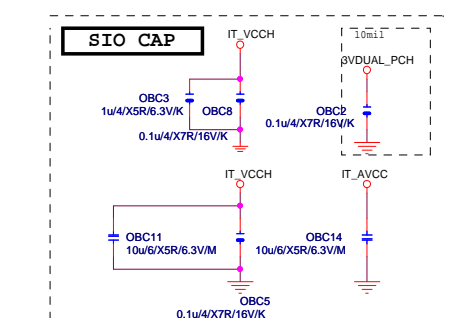 SIO CAP
IT_VCCH
10mil
3VDUAL_PCH
OBC3
1u/4/X5R/6.3V/K
OBC8
0.1u/4/X7R/16V/K
OBC2
0.1u/4/X7R/16V/K
IT_VCCH
IT_AVCC
OBC11
10u/6/X5R/6.3V/M
OBC14
10u/6/X5R/6.3V/M
OBC5
0.1u/4/X7R/16V/K